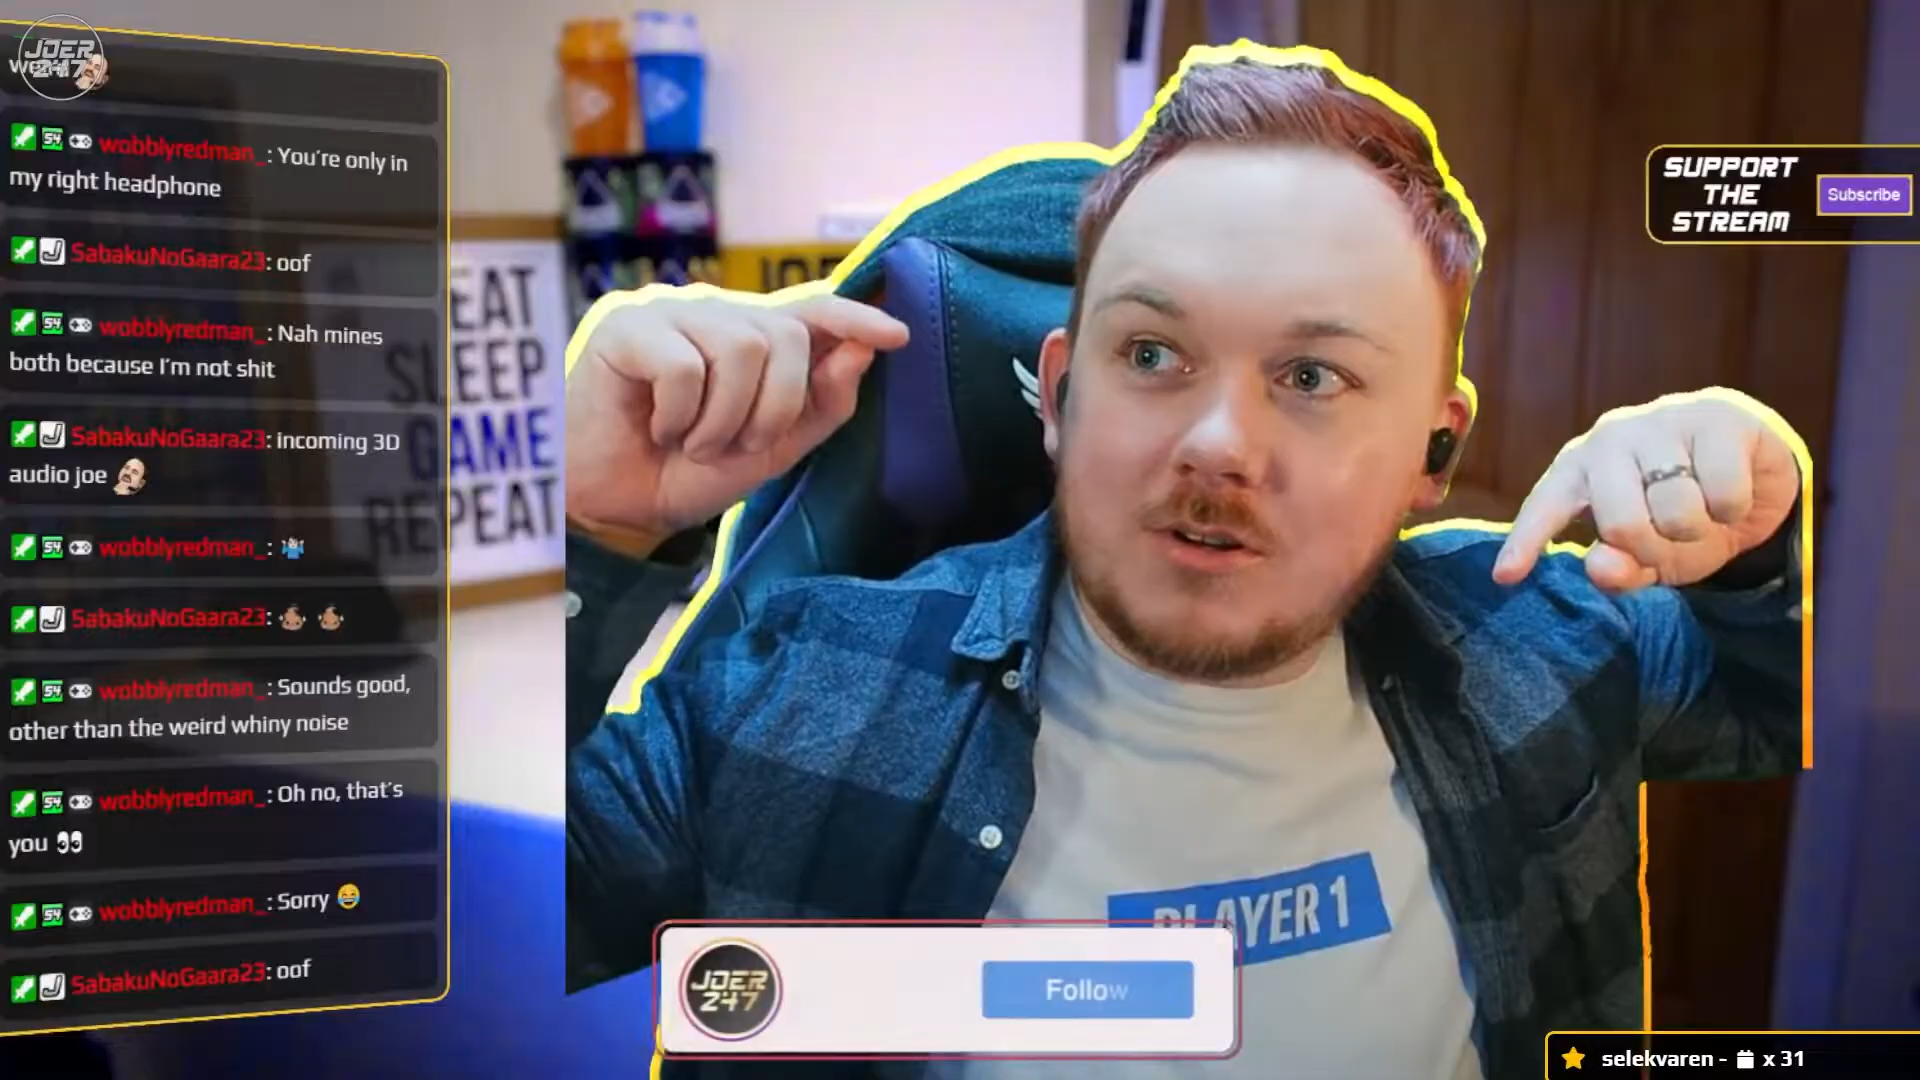 JOER
247
wobblyredman_: You're only in
my right headphone
SabakuNoGaara23: oof
wobblyredman_: Nah mines
both because I'm not shit
SabakuNoGaara23: incoming 3D
audio joe
wobblyredman_:
SabakuNoGaara23:
wobblyredman_: Sounds good,
other than the weird whiny noise
wobblyredman_: Oh no, that's
you 👀
wobblyredman_: Sorry 😂
SabakuNoGaara23: oof
EAT
SLEEP
GAME
REPEAT
SUPPORT
THE
STREAM
Subscribe
PLAYER 1
JOER
247
Follow
selekvaren - x 31